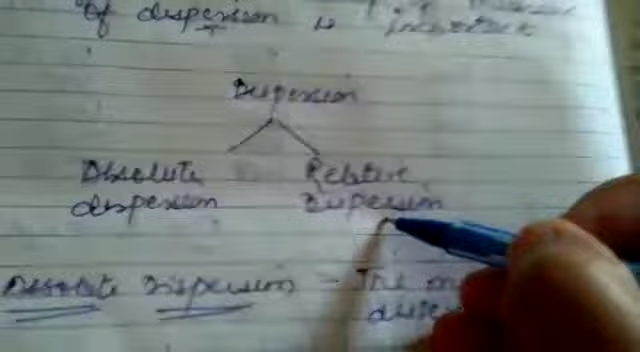 of dispersion is
Dispersion
Absolute Relative
dispersion Dispersion
Absolute Dispersion - The